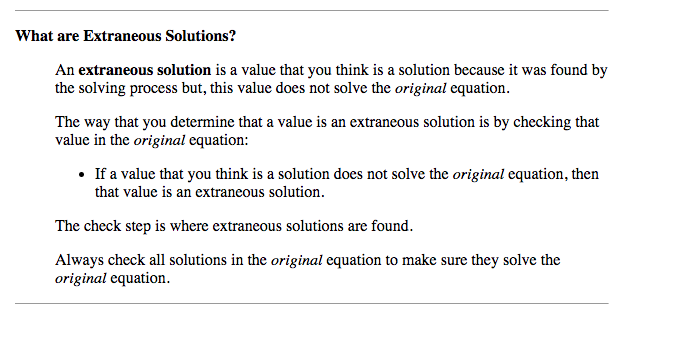 What are Extraneous Solutions?
An extraneous solution is a value that you think is a solution because it was found by
the solving process but, this value does not solve the original equation.
The way that you determine that a value is an extraneous solution is by checking that
value in the original equation:
• If a value that you think is a solution does not solve the original equation, then
that value is an extraneous solution.
The check step is where extraneous solutions are found.
Always check all solutions in the original equation to make sure they solve the
original equation.